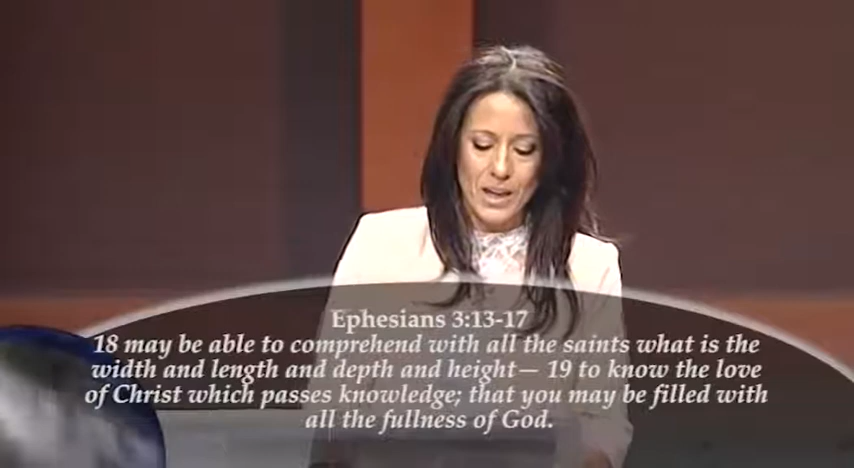 Ephesians 3:13-17
18 may be able to comprehend with all the saints what is the
width and length and depth and height— 19 to know the love
of Christ which passes knowledge; that you may be filled with
all the fullness of God.